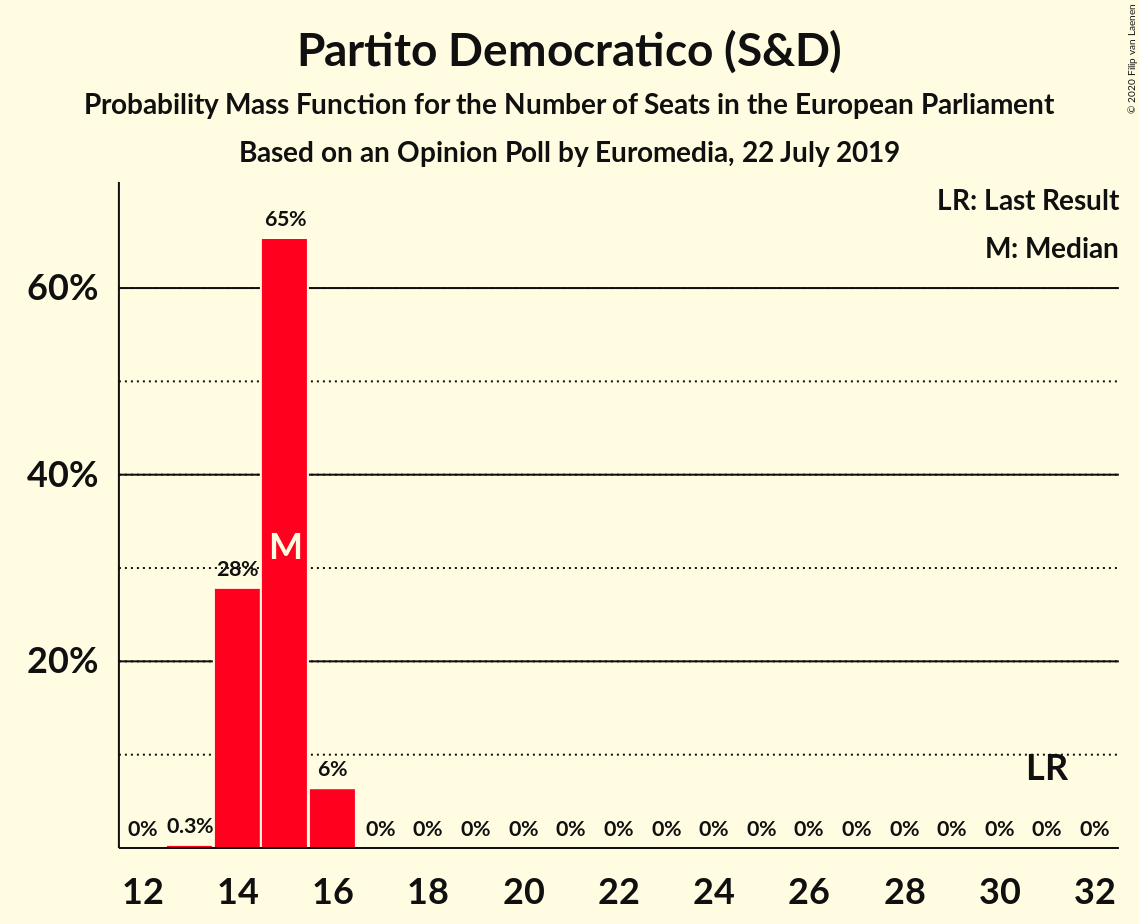 Partito Democratico (S&D)
Probability Mass Function for the Number of Seats in the European Parliament
Based on an Opinion Poll by Euromedia, 22 July 2019
© 2020 Filip van Laenen
LR: Last Result
M: Median
60%
40%
20%
0% 0.3% 28% 65% 6% 0% 0% 0% 0% 0% 0% 0% 0% 0% 0% 0% 0% 0% 0% 0% 0%
M
LR
12 14 16 18 20 22 24 26 28 30 32